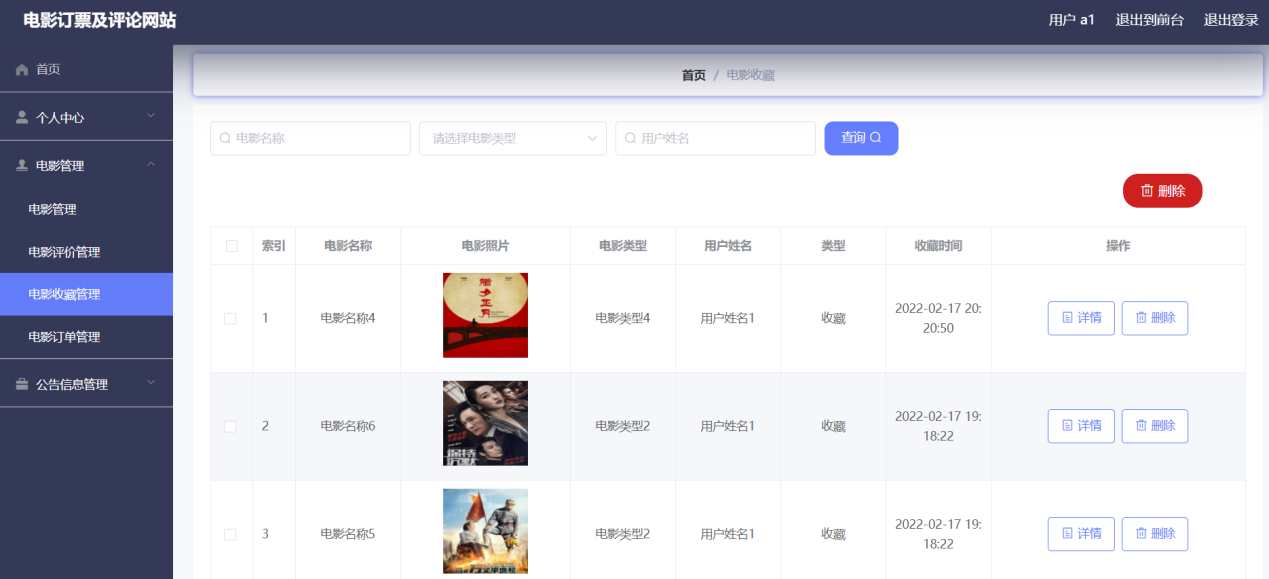 电影订票及评论网站
用户 a1 退出到前台 退出登录
首页
个人中心
电影管理
电影管理
电影评价管理
电影收藏管理
电影订单管理
公告信息管理
首页 / 电影收藏
电影名称 请选择电影类型 用户姓名 查询
删除
索引 电影名称 电影照片 电影类型 用户姓名 类型 收藏时间 操作
腊月正月
1 电影名称4 电影类型4 用户姓名1 收藏 2022-02-17 20:
20:50 详情 删除
2 电影名称6 电影类型2 用户姓名1 收藏 2022-02-17 19:
18:22 详情 删除
保持
沉默
3 电影名称5 电影类型2 用户姓名1 收藏 2022-02-17 19:
18:22 详情 删除